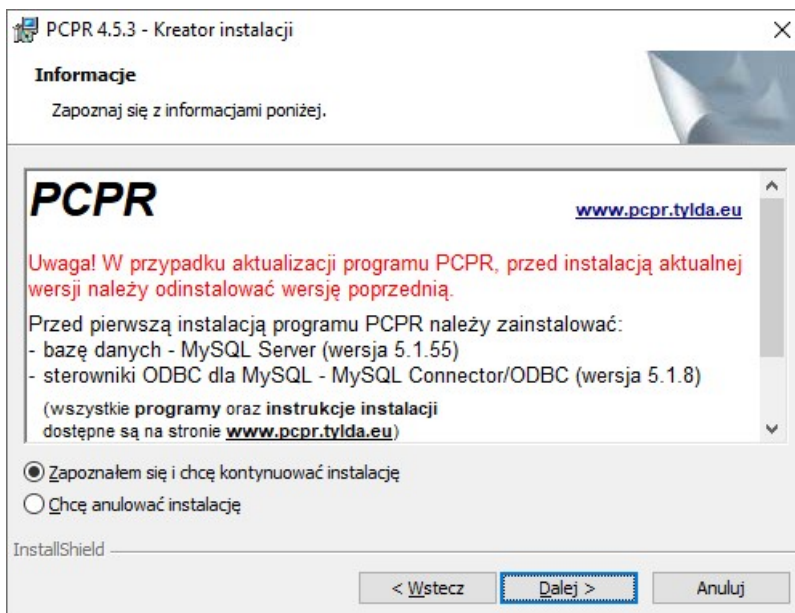 PCPR 4.5.3 - Kreator instalacji
Informacje
Zapoznaj się z informacjami poniżej.
PCPR
www.pcpr.tylda.eu
Uwaga! W przypadku aktualizacji programu PCPR, przed instalacją aktualnej
wersji należy odinstalować wersję poprzednią.
Przed pierwszą instalacją programu PCPR należy zainstalować:
- bazę danych - MySQL Server (wersja 5.1.55)
- sterowniki ODBC dla MySQL - MySQL Connector/ODBC (wersja 5.1.8)
(wszystkie programy oraz instrukcje instalacji
dostępne są na stronie www.pcpr.tylda.eu)
Zapoznałem się i chcę kontynuować instalację
Chcę anulować instalację
InstallShield
< Wstecz
Dalej >
Anuluj